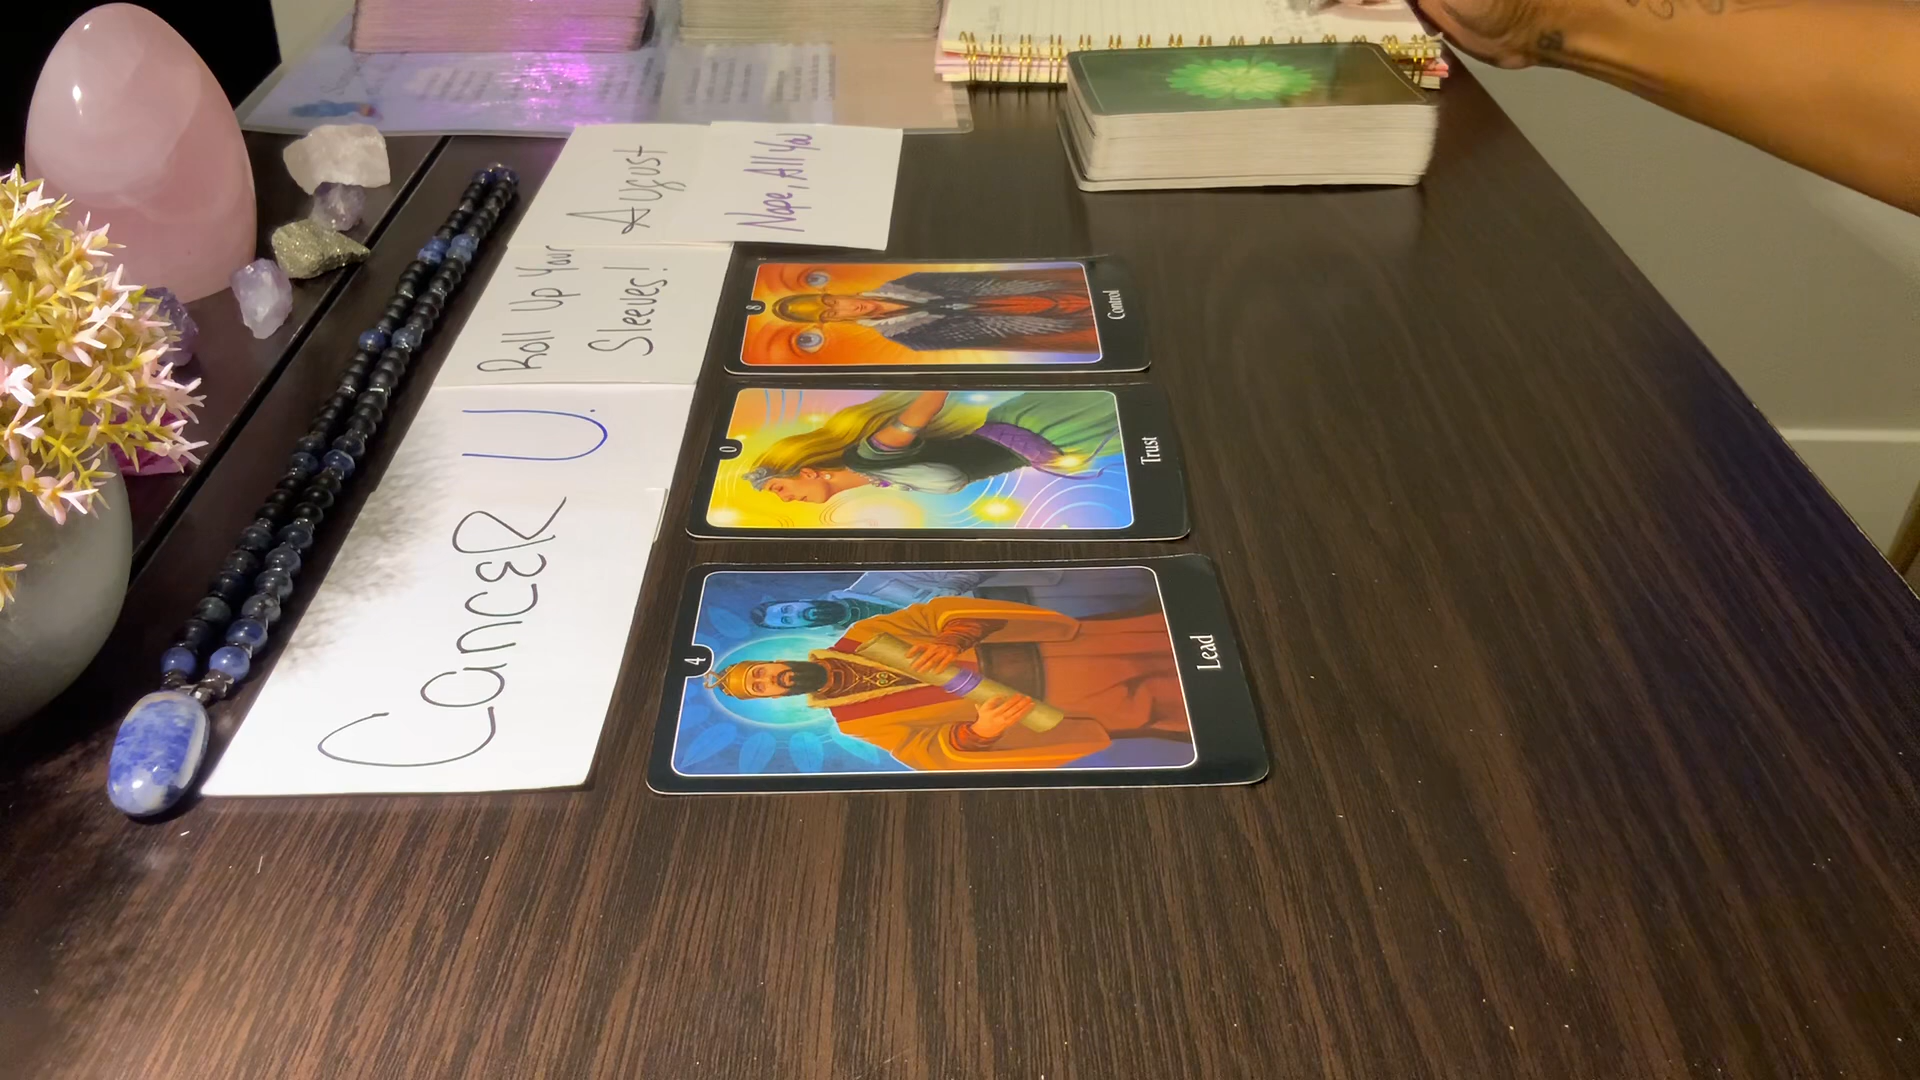 Cancer U.
Roll Up Your
Sleeves!
August
Nope, All You
8
Control
0
Trust
4
Lead